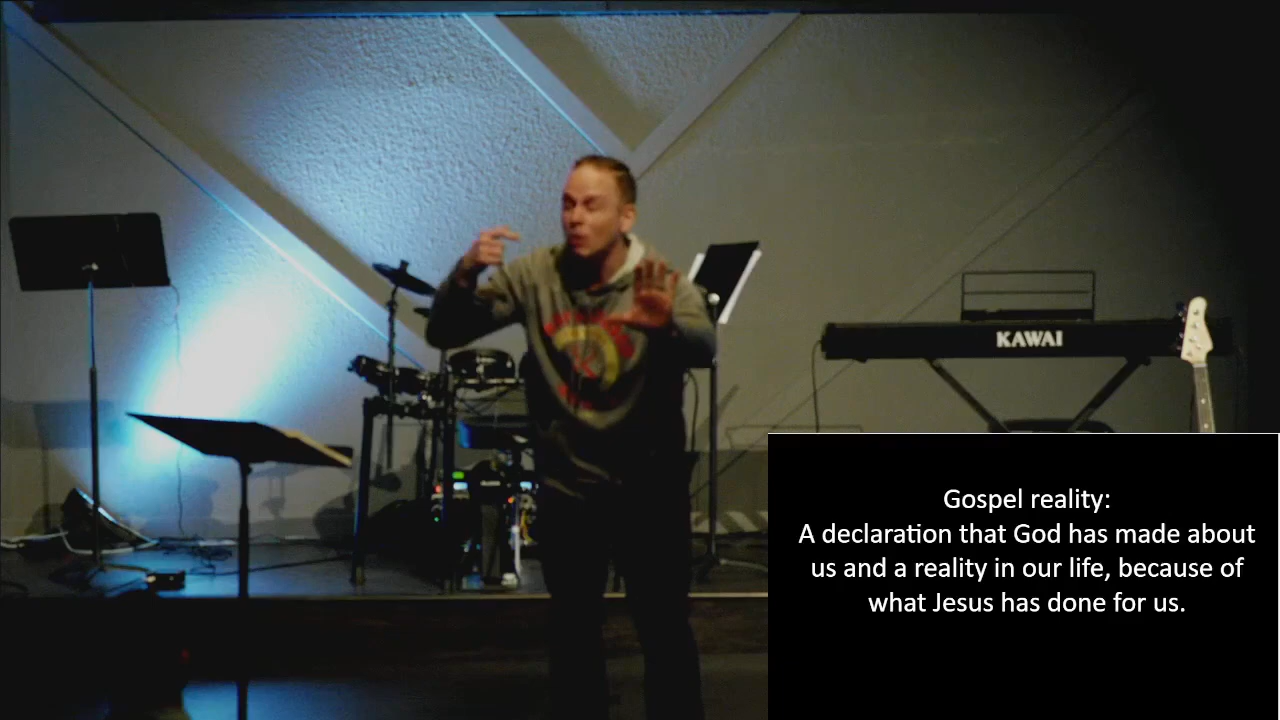 KAWAI
Gospel reality:
A declaration that God has made about
us and a reality in our life, because of
what Jesus has done for us.